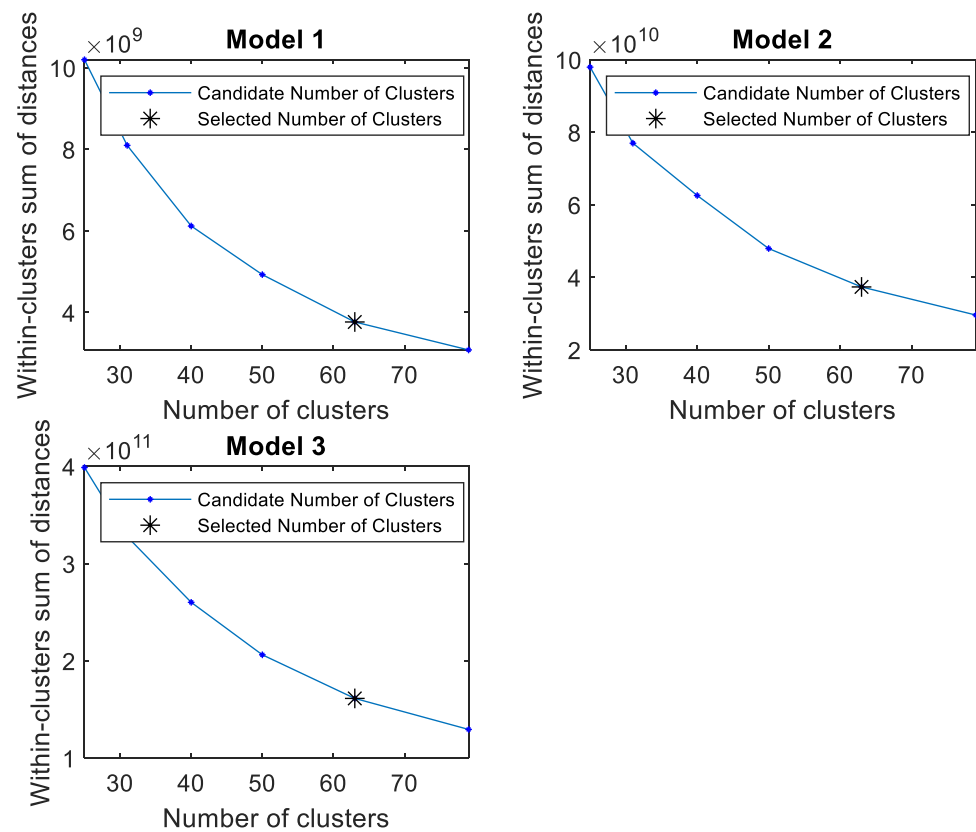 Model 1
×10^9
Within-clusters sum of distances
10
8
6
4
Candidate Number of Clusters
Selected Number of Clusters
30 40 50 60 70
Number of clusters
Model 2
×10^10
Within-clusters sum of distances
10
8
6
4
2
Candidate Number of Clusters
Selected Number of Clusters
30 40 50 60 70
Number of clusters
Model 3
×10^11
Within-clusters sum of distances
4
3
2
1
Candidate Number of Clusters
Selected Number of Clusters
30 40 50 60 70
Number of clusters